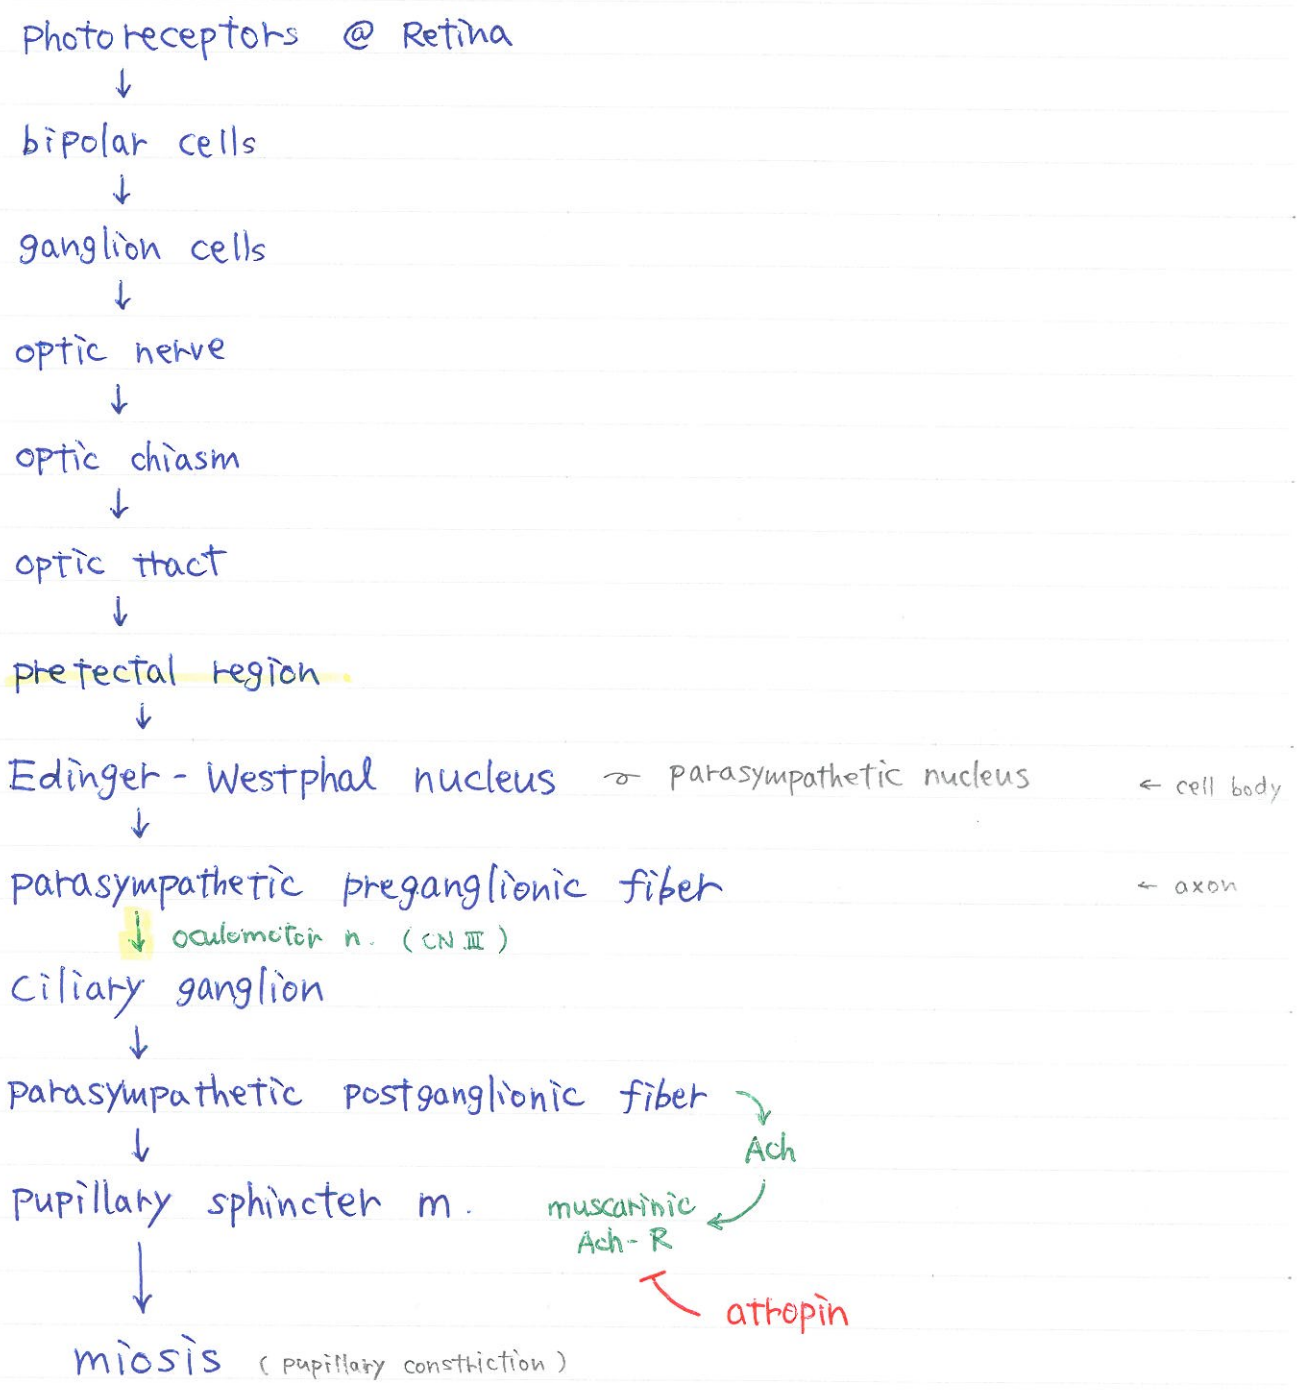 Photoreceptors @ Retina
↓
bipolar cells
↓
ganglion cells
↓
optic nerve
↓
optic chiasm
↓
optic tract
↓
pretectal region
↓
Edinger-Westphal nucleus ~ parasympathetic nucleus ← cell body
↓
parasympathetic preganglionic fiber ← axon
↓ oculomotor n. (CN III)
Ciliary ganglion
↓
parasympathetic postganglionic fiber
↓ Ach
pupillary sphincter m. muscarinic
Ach-R
↓
atropin
miosis (pupillary constriction)